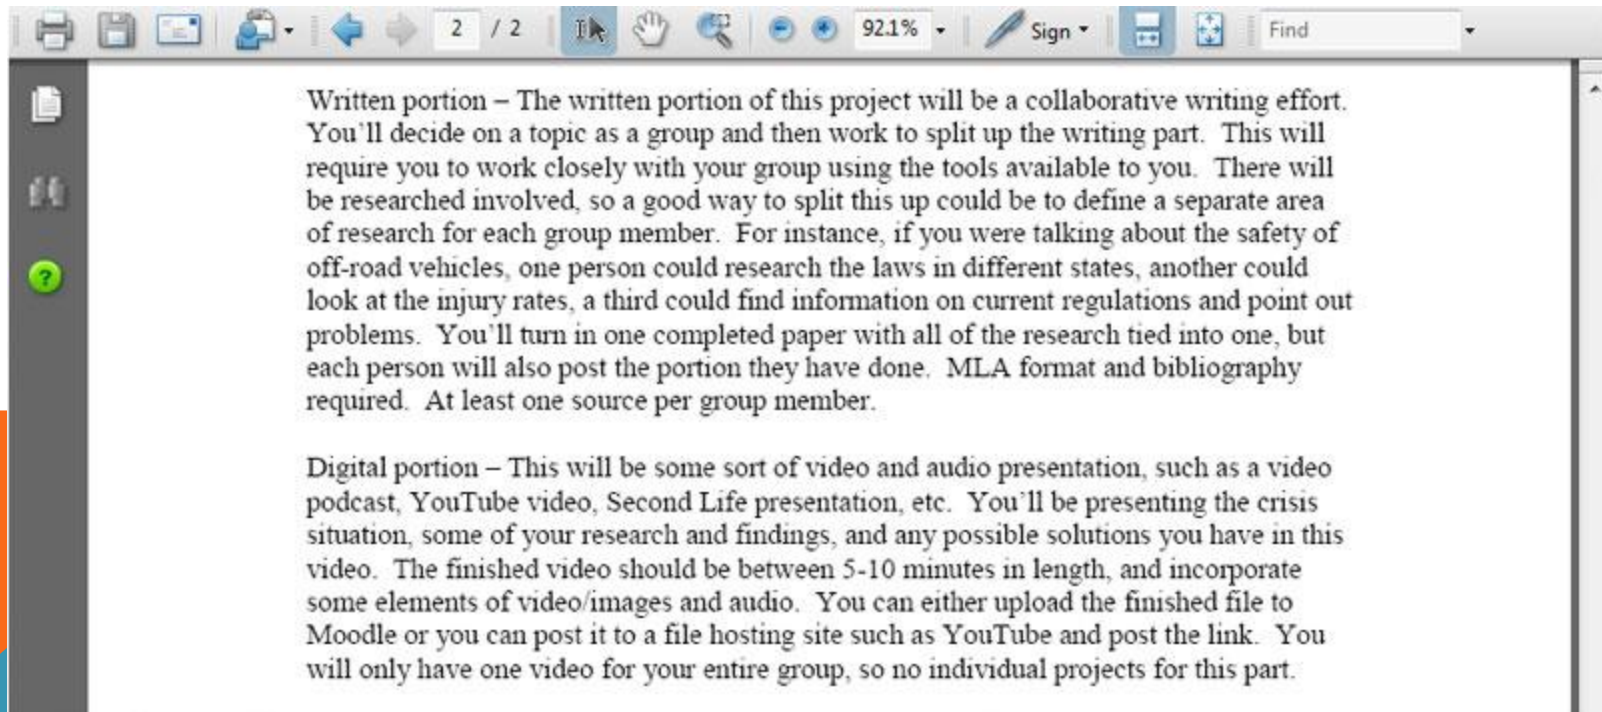 2 / 2 92.1% Sign Find
Written portion – The written portion of this project will be a collaborative writing effort.
You'll decide on a topic as a group and then work to split up the writing part.  This will
require you to work closely with your group using the tools available to you.  There will
be researched involved, so a good way to split this up could be to define a separate area
of research for each group member.  For instance, if you were talking about the safety of
off-road vehicles, one person could research the laws in different states, another could
look at the injury rates, a third could find information on current regulations and point out
problems.  You'll turn in one completed paper with all of the research tied into one, but
each person will also post the portion they have done.  MLA format and bibliography
required.  At least one source per group member.
Digital portion – This will be some sort of video and audio presentation, such as a video
podcast, YouTube video, Second Life presentation, etc.  You'll be presenting the crisis
situation, some of your research and findings, and any possible solutions you have in this
video.  The finished video should be between 5-10 minutes in length, and incorporate
some elements of video/images and audio.  You can either upload the finished file to
Moodle or you can post it to a file hosting site such as YouTube and post the link.  You
will only have one video for your entire group, so no individual projects for this part.